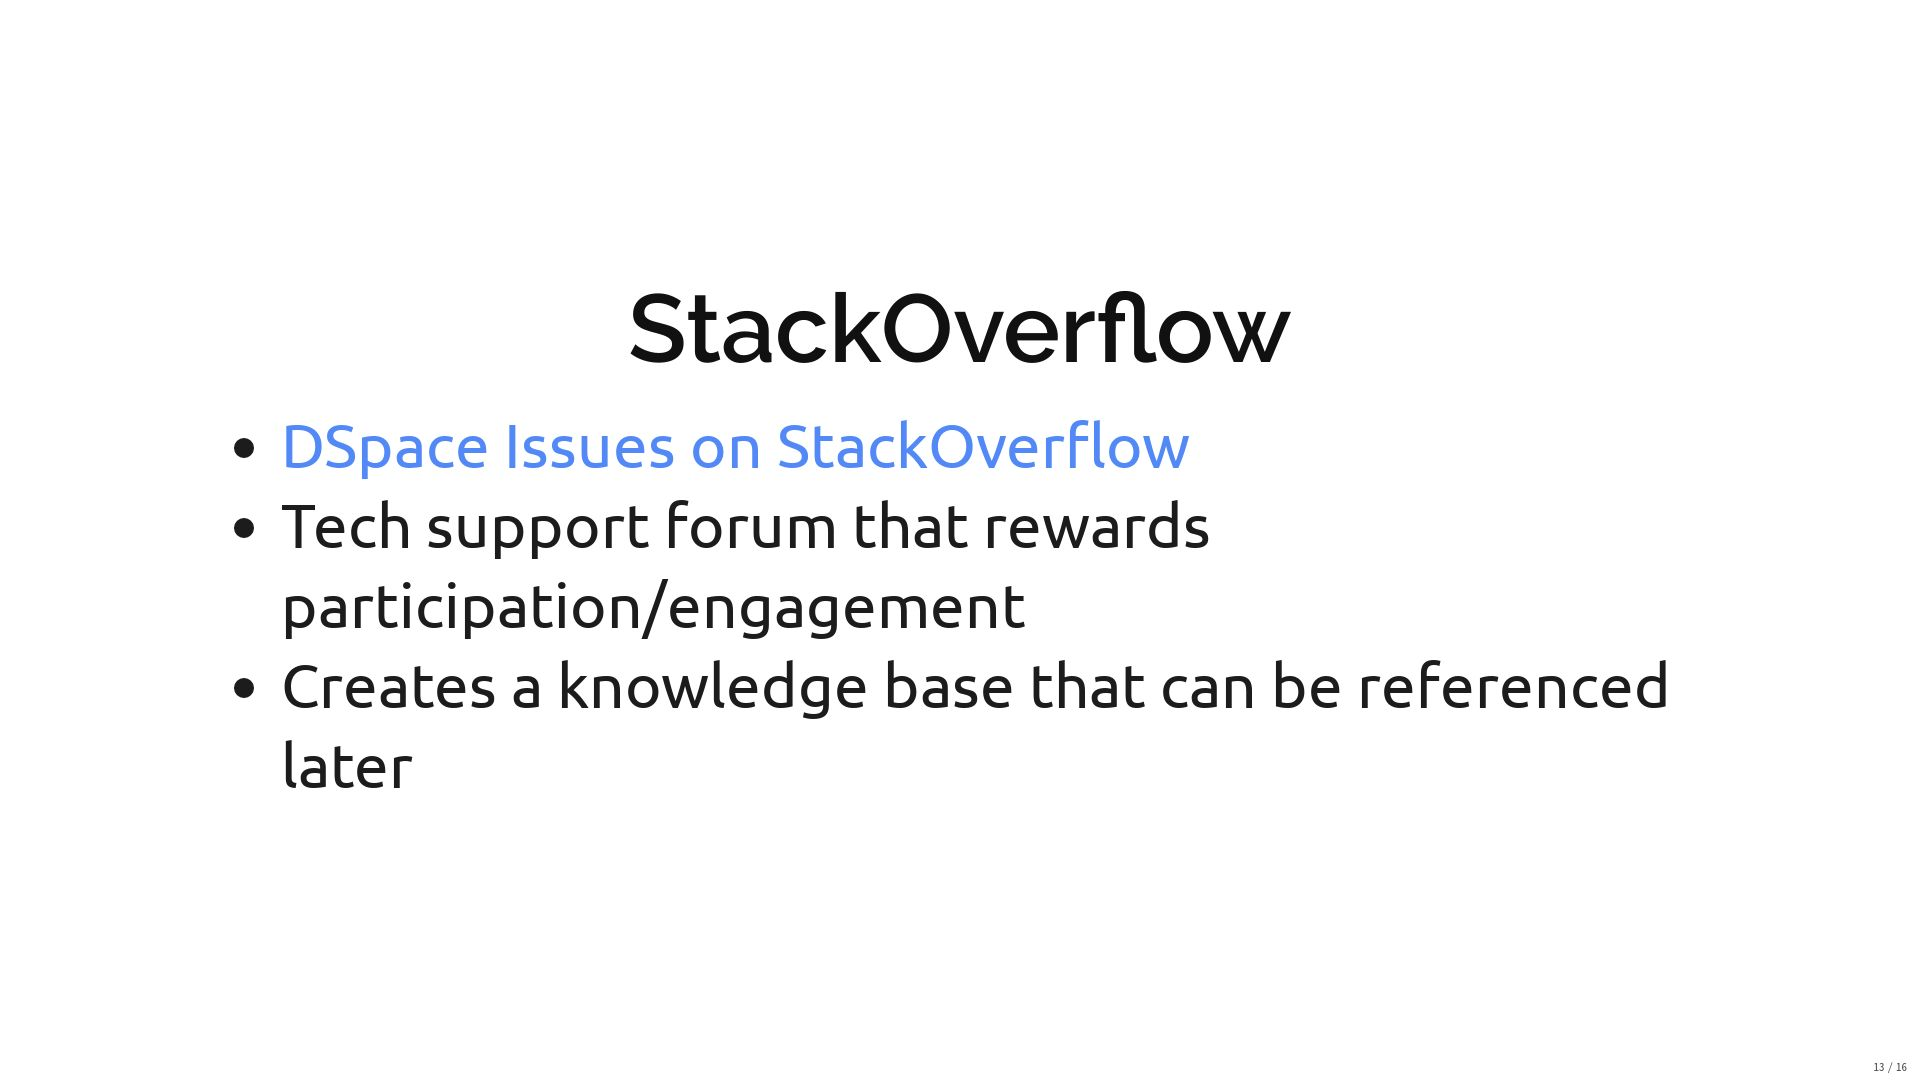 StackOverflow
• DSpace Issues on StackOverflow
• Tech support forum that rewards
participation/engagement
• Creates a knowledge base that can be referenced
later
13 / 16